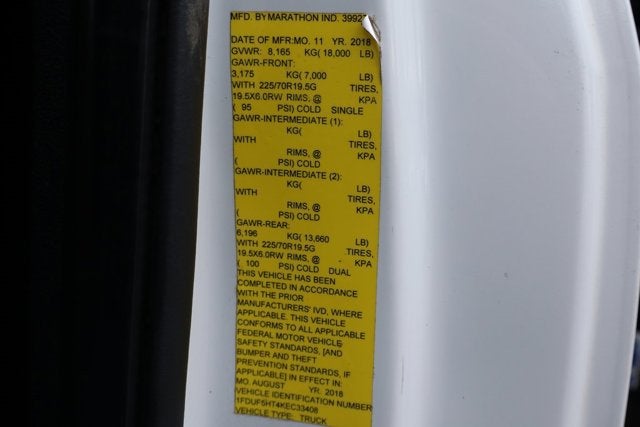 MFD. BY MARATHON IND. 3992
DATE OF MFR: MO. 11 YR. 2018
GVWR: 8,165 KG( 18,000 LB)
GAWR-FRONT:
3,175 KG( 7,000 LB)
WITH 225/70R19.5G TIRES,
19.5X6.0RW RIMS, @ KPA
( 95 PSI) COLD SINGLE
GAWR-INTERMEDIATE (1):
KG( LB)
WITH TIRES,
RIMS, @ KPA
( PSI) COLD
GAWR-INTERMEDIATE (2):
KG( LB)
WITH TIRES,
RIMS. @ KPA
( PSI) COLD
GAWR-REAR:
6,196 KG( 13,660 LB)
WITH 225/70R19.5G TIRES,
19.5X6.0RW RIMS. @ - KPA
( 100 PSI) COLD DUAL
THIS VEHICLE HAS BEEN
COMPLETED IN ACCORDANCE
WITH THE PRIOR
MANUFACTURERS' IVD, WHERE
APPLICABLE. THIS VEHICLE
CONFORMS TO ALL APPLICABLE
FEDERAL MOTOR VEHICLE
SAFETY STANDARDS, [AND
BUMPER AND THEFT
PREVENTION STANDARDS, IF
APPLICABLE] IN EFFECT IN:
MO. AUGUST YR. 2018
VEHICLE IDENTIFICATION NUMBER
1FDUF5HT4KEC33408
VEHICLE TYPE: TRUCK